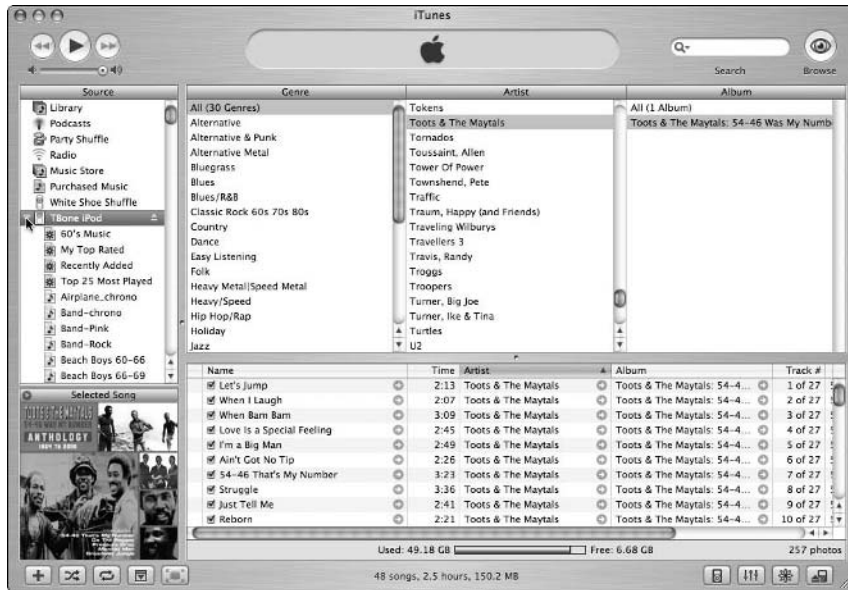 iTunes
Search
Browse
Source
Library
Podcasts
Party Shuffle
Radio
Music Store
Purchased Music
White Shoe Shuffle
TBone iPod
60's Music
My Top Rated
Recently Added
Top 25 Most Played
Airplane_chrono
Band-chrono
Band-Pink
Band-Rock
Beach Boys 60-66
Beach Boys 66-69
Selected Song
TOOTS & THE MAYTALS
54-46 WAS MY NUMBER
ANTHOLOGY
1964 TO 2000
Genre
All (30 Genres)
Alternative
Alternative & Punk
Alternative Metal
Bluegrass
Blues
Blues/R&B
Classic Rock 60s 70s 80s
Country
Dance
Easy Listening
Folk
Heavy Metal|Speed Metal
Heavy/Speed
Hip Hop/Rap
Holiday
Jazz
Artist
Tokens
Toots & The Maytals
Tornados
Toussaint, Allen
Tower Of Power
Townshend, Pete
Traffic
Traum, Happy (and Friends)
Traveling Wilburys
Travellers 3
Travis, Randy
Troggs
Troopers
Turner, Big Joe
Turner, Ike & Tina
Turtles
U2
Album
All (1 Album)
Toots & The Maytals: 54-46 Was My Numb
Name Time Artist Album Track #
Let's Jump 2:13 Toots & The Maytals Toots & The Maytals: 54-4... 1 of 27
When I Laugh 2:07 Toots & The Maytals Toots & The Maytals: 54-4... 2 of 27
When Bam Bam 3:09 Toots & The Maytals Toots & The Maytals: 54-4... 3 of 27
Love Is a Special Feeling 2:45 Toots & The Maytals Toots & The Maytals: 54-4... 4 of 27
I'm a Big Man 2:49 Toots & The Maytals Toots & The Maytals: 54-4... 5 of 27
Ain't Got No Tip 2:26 Toots & The Maytals Toots & The Maytals: 54-4... 6 of 27
54-46 That's My Number 3:23 Toots & The Maytals Toots & The Maytals: 54-4... 7 of 27
Struggle 3:36 Toots & The Maytals Toots & The Maytals: 54-4... 8 of 27
Just Tell Me 2:41 Toots & The Maytals Toots & The Maytals: 54-4... 9 of 27
Reborn 2:21 Toots & The Maytals Toots & The Maytals: 54-4... 10 of 27
Used: 49.18 GB Free: 6.68 GB 257 photos
48 songs, 2.5 hours, 150.2 MB